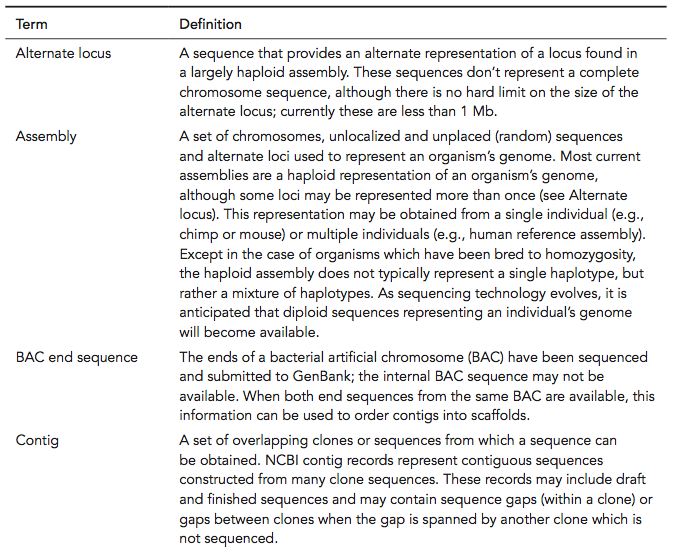 Term Definition
Alternate locus A sequence that provides an alternate representation of a locus found in
a largely haploid assembly. These sequences don’t represent a complete
chromosome sequence, although there is no hard limit on the size of the
alternate locus; currently these are less than 1 Mb.
Assembly A set of chromosomes, unlocalized and unplaced (random) sequences
and alternate loci used to represent an organism’s genome. Most current
assemblies are a haploid representation of an organism’s genome,
although some loci may be represented more than once (see Alternate
locus). This representation may be obtained from a single individual (e.g.,
chimp or mouse) or multiple individuals (e.g., human reference assembly).
Except in the case of organisms which have been bred to homozygosity,
the haploid assembly does not typically represent a single haplotype, but
rather a mixture of haplotypes. As sequencing technology evolves, it is
anticipated that diploid sequences representing an individual’s genome
will become available.
BAC end sequence The ends of a bacterial artificial chromosome (BAC) have been sequenced
and submitted to GenBank; the internal BAC sequence may not be
available. When both end sequences from the same BAC are available, this
information can be used to order contigs into scaffolds.
Contig A set of overlapping clones or sequences from which a sequence can
be obtained. NCBI contig records represent contiguous sequences
constructed from many clone sequences. These records may include draft
and finished sequences and may contain sequence gaps (within a clone) or
gaps between clones when the gap is spanned by another clone which is
not sequenced.